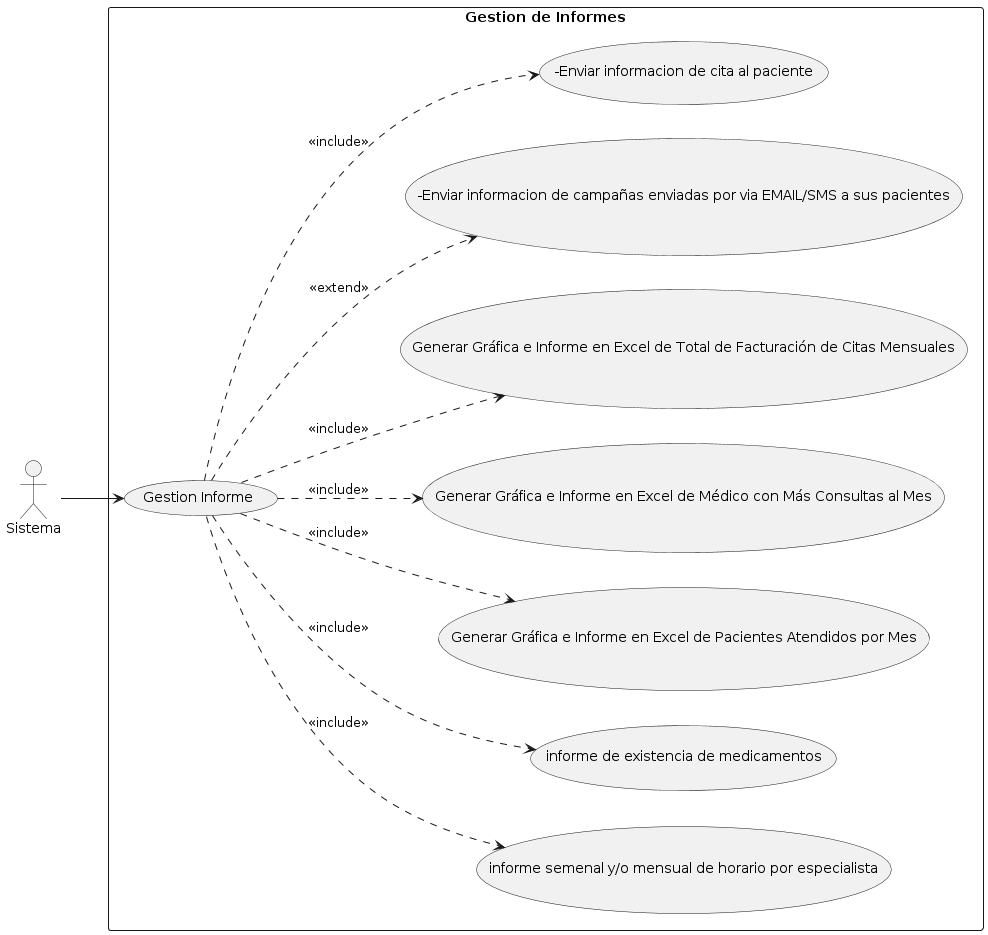 Gestion de Informes
-Enviar informacion de cita al paciente
«include»
-Enviar informacion de campañas enviadas por via EMAIL/SMS a sus pacientes
«extend»
Generar Gráfica e Informe en Excel de Total de Facturación de Citas Mensuales
«include»
Sistema
Gestion Informe
«include»
Generar Gráfica e Informe en Excel de Médico con Más Consultas al Mes
«include»
Generar Gráfica e Informe en Excel de Pacientes Atendidos por Mes
«include»
informe de existencia de medicamentos
«include»
informe semenal y/o mensual de horario por especialista